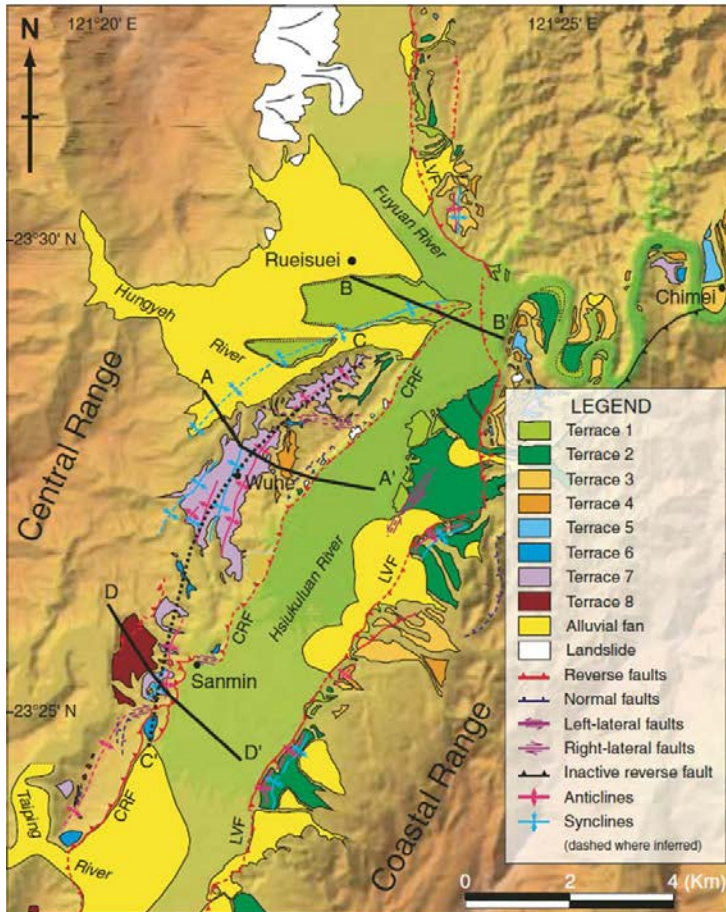 121°20' E
121°25' E
N
LVF
Fuyuan River
23°30' N
Rueisuei
Chimei
B
B'
Hungyeh
River
C
A
CRF
Central Range
Wuhe
A'
LEGEND
Terrace 1
Terrace 2
Terrace 3
Terrace 4
Terrace 5
Terrace 6
Terrace 7
Terrace 8
Alluvial fan
Landslide
Reverse faults
Normal faults
Left-lateral faults
Right-lateral faults
Inactive reverse fault
Anticlines
Synclines
(dashed where inferred)
Hsiukuluan River
LVF
D
CRF
Sanmin
23°25' N
C'
D'
Coastal Range
Taiping
River
CRF
LVF
0 2 4 (Km)